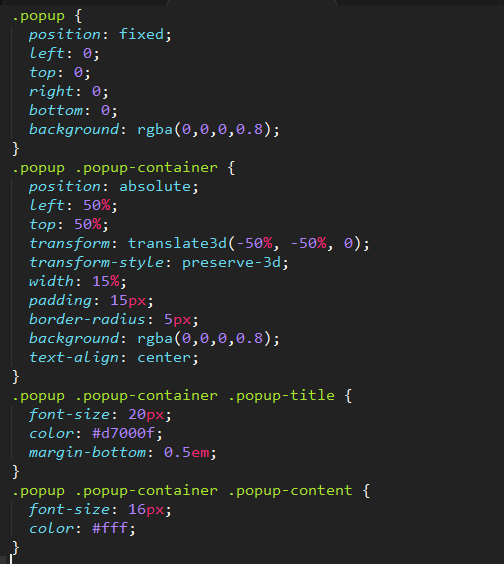 .popup {
  position: fixed;
  left: 0;
  top: 0;
  right: 0;
  bottom: 0;
  background: rgba(0,0,0,0.8);
}
.popup .popup-container {
  position: absolute;
  left: 50%;
  top: 50%;
  transform: translate3d(-50%, -50%, 0);
  transform-style: preserve-3d;
  width: 15%;
  padding: 15px;
  border-radius: 5px;
  background: rgba(0,0,0,0.8);
  text-align: center;
}
.popup .popup-container .popup-title {
  font-size: 20px;
  color: #d7000f;
  margin-bottom: 0.5em;
}
.popup .popup-container .popup-content {
  font-size: 16px;
  color: #fff;
}